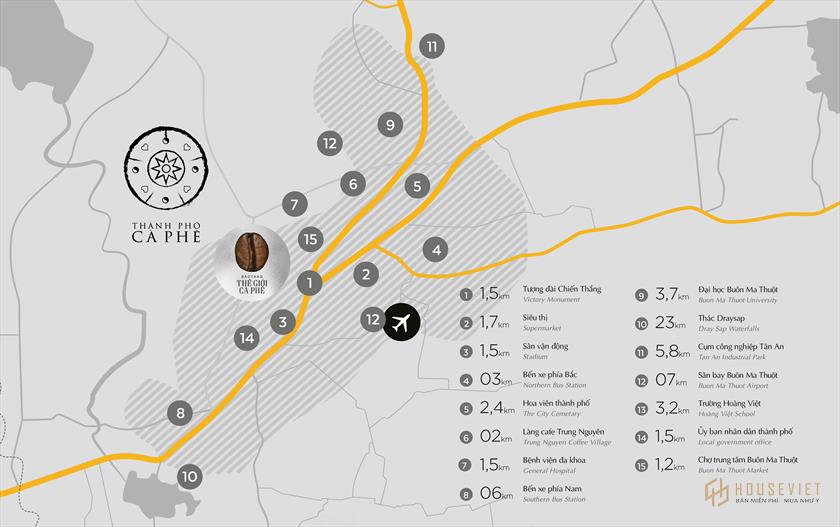 11
9
12
6
5
7
THÀNH PHỐ
CÀ PHÊ
15
4
BẢO TÀNG
THẾ GIỚI
CÀ PHÊ
2
1
12
3
14
8
10
1 1,5km Tượng đài Chiến Thắng
Victory Monument
2 1,7km Siêu thị
Supermarket
3 1,5km Sân vận động
Stadium
4 03km Bến xe phía Bắc
Northern Bus Station
5 2,4km Hoa viên thành phố
The City Cemetary
6 02km Làng cafe Trung Nguyên
Trung Nguyen Coffee Village
7 1,5km Bệnh viện đa khoa
General Hospital
8 06km Bến xe phía Nam
Southern Bus Station
9 3,7km Đại học Buôn Ma Thuột
Buon Ma Thuot University
10 23km Thác Draysap
Dray Sap Waterfalls
11 5,8km Cụm công nghiệp Tân An
Tan An Industrial Park
12 07km Sân bay Buôn Ma Thuột
Buon Ma Thuot Airport
13 3,2km Trường Hoàng Việt
Hoàng Việt School
14 1,5km Ủy ban nhân dân thành phố
Local government office
15 1,2km Chợ trung tâm Buôn Ma Thuột
Buon Ma Thuot Market
HOUSEVIET
BÁN MIỄN PHÍ - MUA NHƯ Ý